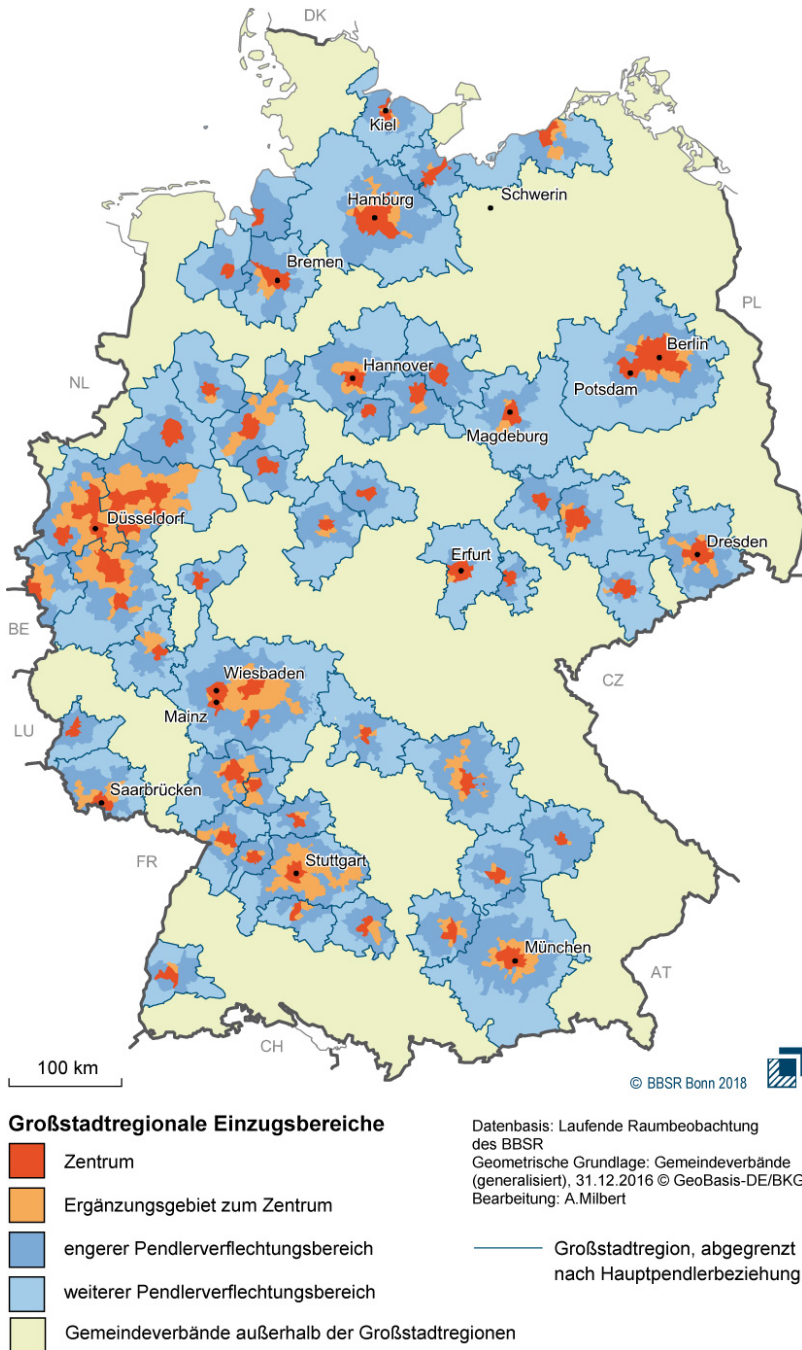 DK
Kiel
Schwerin
Hamburg
Bremen
PL
Berlin
Hannover
NL
Potsdam
Magdeburg
Düsseldorf
Dresden
Erfurt
BE
Wiesbaden
CZ
Mainz
LU
Saarbrücken
FR
Stuttgart
München
AT
CH
100 km
© BBSR Bonn 2018
Großstadtregionale Einzugsbereiche
Zentrum
Ergänzungsgebiet zum Zentrum
engerer Pendlerverflechtungsbereich
weiterer Pendlerverflechtungsbereich
Gemeindeverbände außerhalb der Großstadtregionen
Datenbasis: Laufende Raumbeobachtung
des BBSR
Geometrische Grundlage: Gemeindeverbände
(generalisiert), 31.12.2016 © GeoBasis-DE/BKG
Bearbeitung: A.Milbert
Großstadtregion, abgegrenzt
nach Hauptpendlerbeziehung